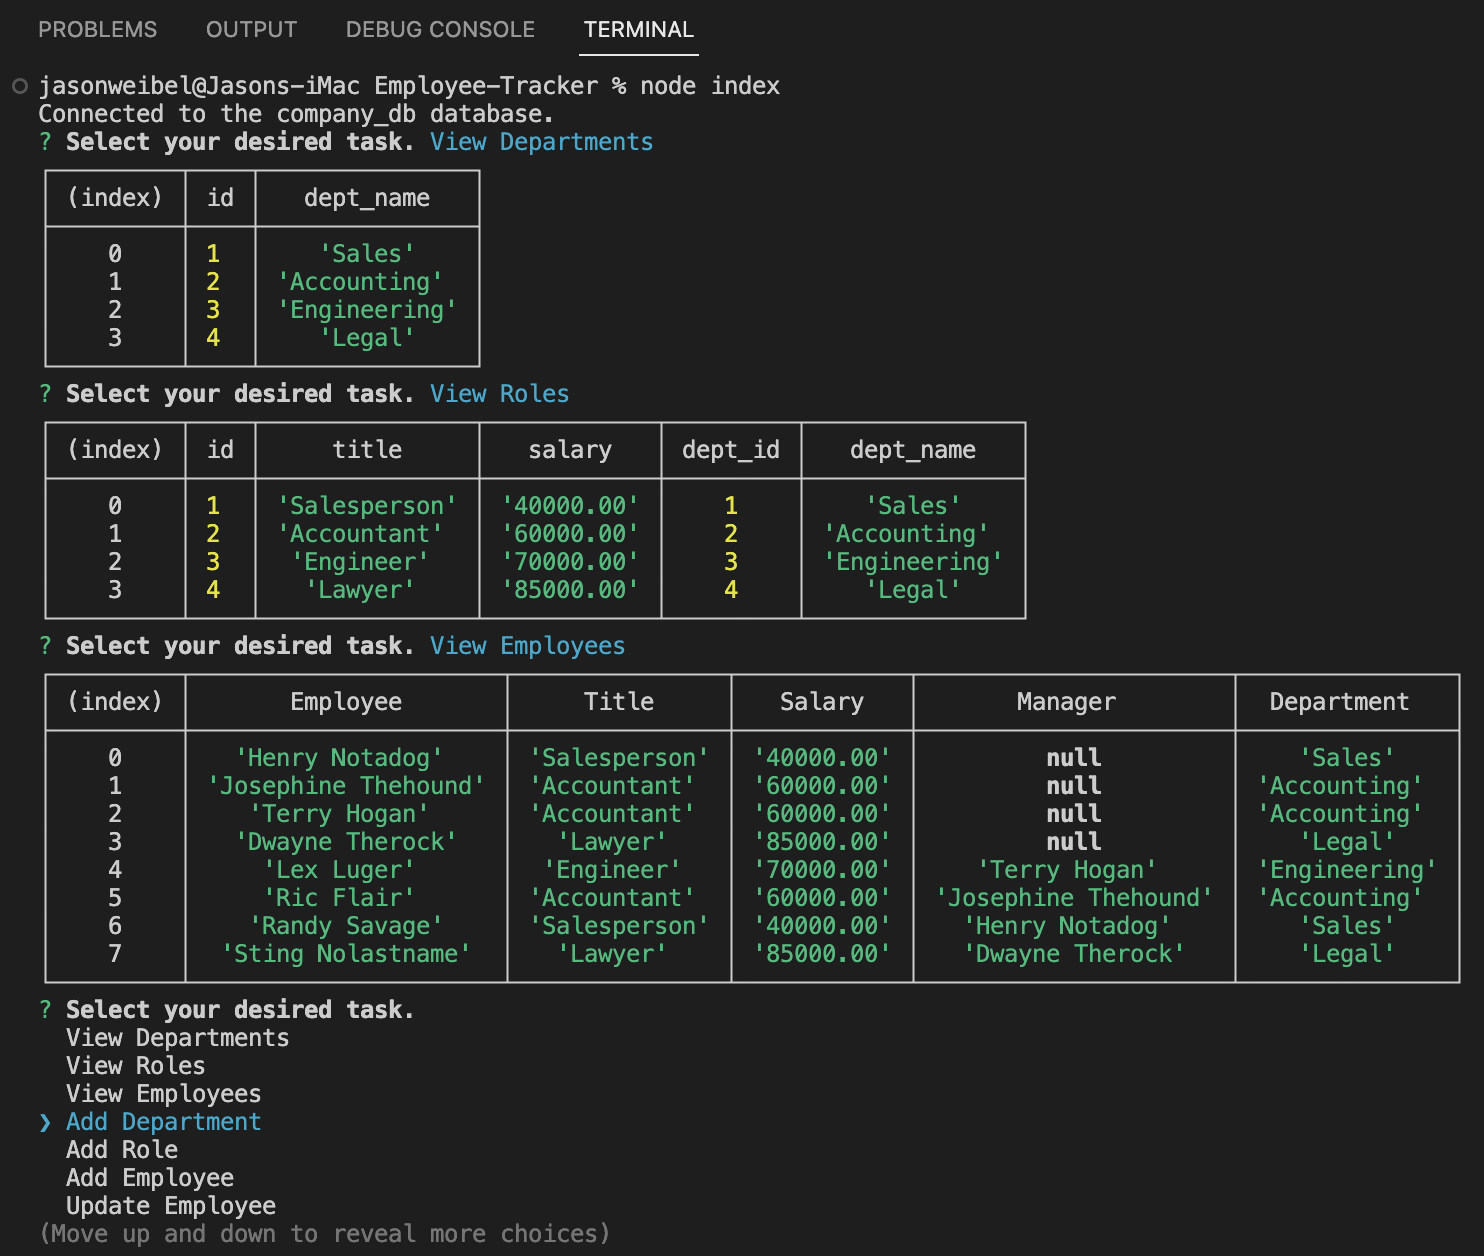 PROBLEMS OUTPUT DEBUG CONSOLE TERMINAL
jasonweibel@Jasons-iMac Employee-Tracker % node index
Connected to the company_db database.
? Select your desired task. View Departments
(index) id dept_name
0 1 'Sales'
1 2 'Accounting'
2 3 'Engineering'
3 4 'Legal'
? Select your desired task. View Roles
(index) id title salary dept_id dept_name
0 1 'Salesperson' '40000.00' 1 'Sales'
1 2 'Accountant' '60000.00' 2 'Accounting'
2 3 'Engineer' '70000.00' 3 'Engineering'
3 4 'Lawyer' '85000.00' 4 'Legal'
? Select your desired task. View Employees
(index) Employee Title Salary Manager Department
0 'Henry Notadog' 'Salesperson' '40000.00' null 'Sales'
1 'Josephine Thehound' 'Accountant' '60000.00' null 'Accounting'
2 'Terry Hogan' 'Accountant' '60000.00' null 'Accounting'
3 'Dwayne Therock' 'Lawyer' '85000.00' null 'Legal'
4 'Lex Luger' 'Engineer' '70000.00' 'Terry Hogan' 'Engineering'
5 'Ric Flair' 'Accountant' '60000.00' 'Josephine Thehound' 'Accounting'
6 'Randy Savage' 'Salesperson' '40000.00' 'Henry Notadog' 'Sales'
7 'Sting Nolastname' 'Lawyer' '85000.00' 'Dwayne Therock' 'Legal'
? Select your desired task.
View Departments
View Roles
View Employees
❯ Add Department
Add Role
Add Employee
Update Employee
(Move up and down to reveal more choices)